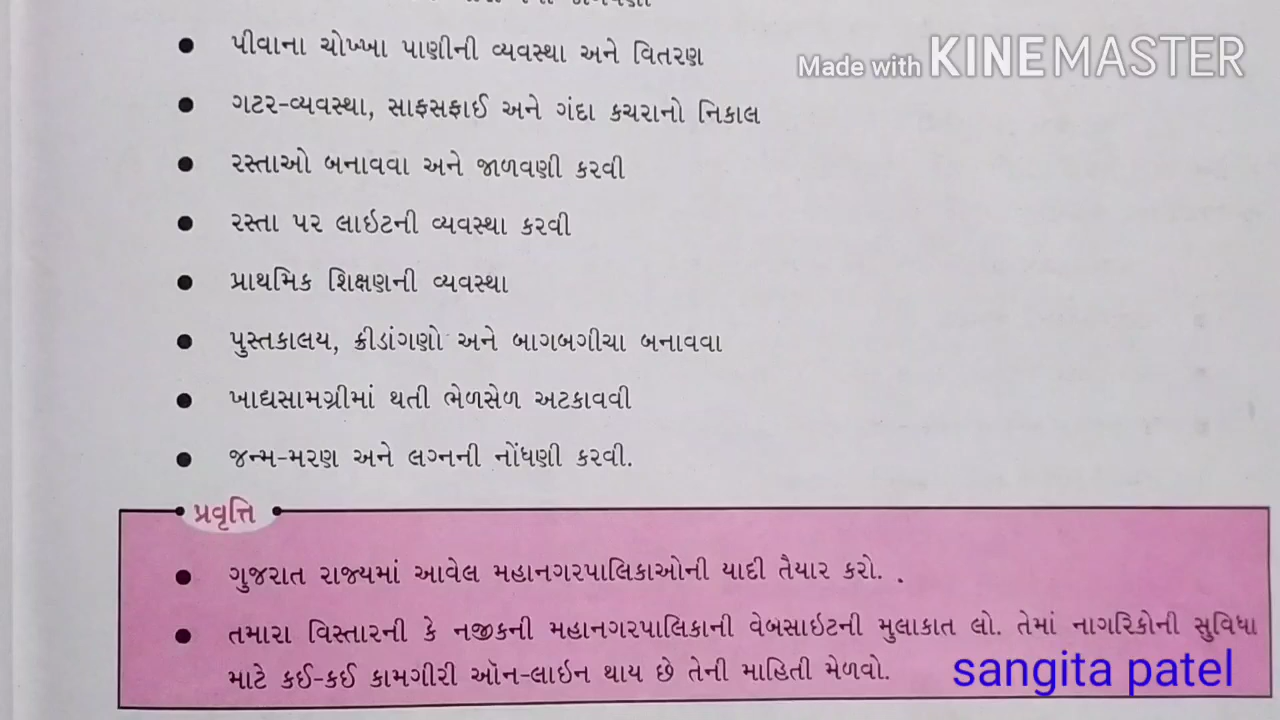 પીવાના ચોખ્ખા પાણીની વ્યવસ્થા અને વિતરણ
Made with KINEMASTER
ગટર-વ્યવસ્થા, સાફસફાઈ અને ગંદા કચરાનો નિકાલ
રસ્તાઓ બનાવવા અને જાળવણી કરવી
રસ્તા પર લાઇટની વ્યવસ્થા કરવી
પ્રાથમિક શિક્ષણની વ્યવસ્થા
પુસ્તકાલય, ક્રીડાંગણો અને બાગબગીચા બનાવવા
ખાદ્યસામગ્રીમાં થતી ભેળસેળ અટકાવવી
જન્મ-મરણ અને લગ્નની નોંધણી કરવી.
પ્રવૃત્તિ
ગુજરાત રાજ્યમાં આવેલ મહાનગરપાલિકાઓની યાદી તૈયાર કરો.
તમારા વિસ્તારની કે નજીકની મહાનગરપાલિકાની વેબસાઇટની મુલાકાત લો. તેમાં નાગરિકોની સુવિધા
માટે કઈ-કઈ કામગીરી ઑન-લાઇન થાય છે તેની માહિતી મેળવો.
sangita patel